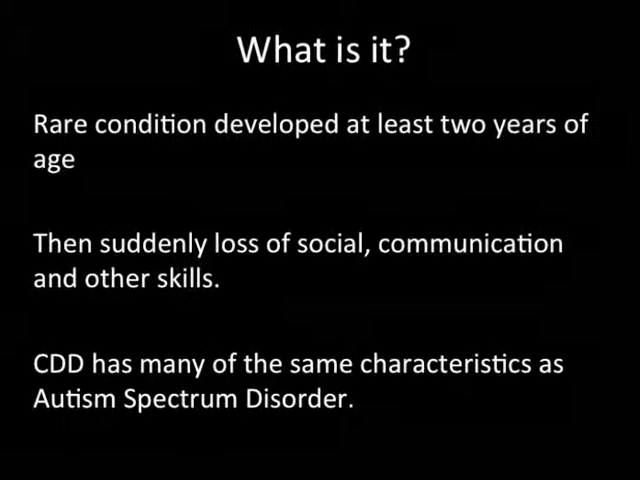 What is it?
Rare condition developed at least two years of
age
Then suddenly loss of social, communication
and other skills.
CDD has many of the same characteristics as
Autism Spectrum Disorder.